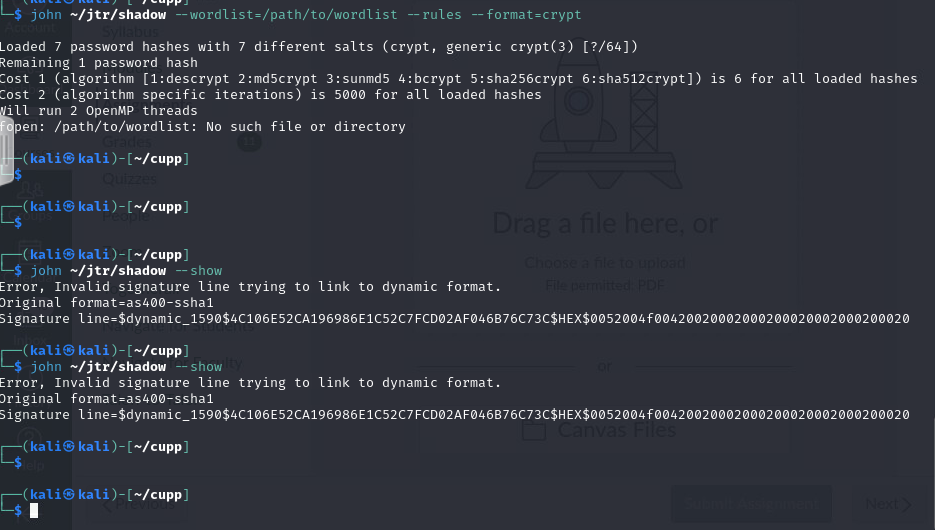 └─$ john ~/jtr/shadow --wordlist=/path/to/wordlist --rules --format=crypt
Syllabus
Loaded 7 password hashes with 7 different salts (crypt, generic crypt(3) [?/64])
Remaining 1 password hash
Cost 1 (algorithm [1:descrypt 2:md5crypt 3:sunmd5 4:bcrypt 5:sha256crypt 6:sha512crypt]) is 6 for all loaded hashes
Cost 2 (algorithm specific iterations) is 5000 for all loaded hashes
Will run 2 OpenMP threads
fopen: /path/to/wordlist: No such file or directory
Grades
┌──(kali㉿kali)-[~/cupp]
└─$
Quizzes
┌──(kali㉿kali)-[~/cupp]
└─$
People
Drag a file here, or
┌──(kali㉿kali)-[~/cupp]
└─$ john ~/jtr/shadow --show
Choose a file to upload
Error, Invalid signature line trying to link to dynamic format.
File permitted: PDF
Original format=as400-ssha1
Signature line=$dynamic_1590$4C106E52CA196986E1C52C7FCD02AF046B76C73C$HEX$0052004f00420020002000200020002000200020
Navigate for Students
┌──(kali㉿kali)-[~/cupp]
└─$ john ~/jtr/shadow --show
or
Error, Invalid signature line trying to link to dynamic format.
Original format=as400-ssha1
Signature line=$dynamic_1590$4C106E52CA196986E1C52C7FCD02AF046B76C73C$HEX$0052004f00420020002000200020002000200020
Canvas Files
┌──(kali㉿kali)-[~/cupp]
└─$
Help
┌──(kali㉿kali)-[~/cupp]
└─$
Previous
Submit Assignment
Next